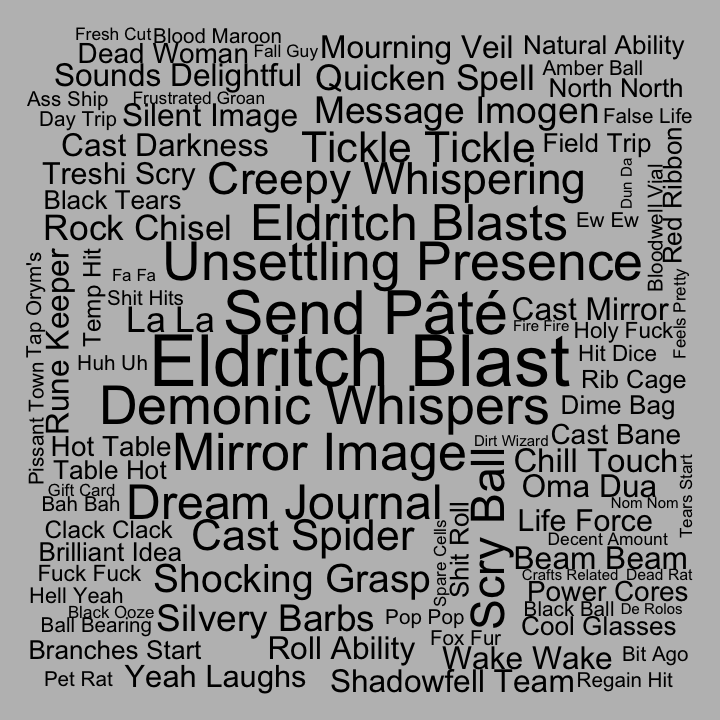 Fresh Cut
Blood Maroon
Dead Woman
Fall Guy
Mourning Veil
Natural Ability
Sounds Delightful
Quicken Spell
Amber Ball
North North
Ass Ship
Frustrated Groan
Day Trip
Silent Image
Message Imogen
False Life
Cast Darkness
Tickle Tickle
Field Trip
Treshi Scry
Creepy Whispering
Dun Da
Bloodwell Vial
Red Ribbon
Black Tears
Rock Chisel
Eldritch Blasts
Ew Ew
Unsettling Presence
Tap Orym's
Rune Keeper
Temp Hit
Fa Fa
Shit Hits
La La
Send Pâté
Cast Mirror
Fire Fire
Holy Fuck
Feels Pretty
Huh Uh
Eldritch Blast
Hit Dice
Rib Cage
Pissant Town
Demonic Whispers
Dime Bag
Hot Table
Mirror Image
Dirt Wizard
Cast Bane
Table Hot
Scry Ball
Chill Touch
Gift Card
Bah Bah
Dream Journal
Oma Dua
Nom Nom
Tears Start
Clack Clack
Cast Spider
Spare Cells
Shit Roll
Life Force
Decent Amount
Brilliant Idea
Beam Beam
Fuck Fuck
Shocking Grasp
Crafts Related
Dead Rat
Hell Yeah
Power Cores
Black Ooze
Ball Bearing
Silvery Barbs
Pop Pop
Black Ball
De Rolos
Cool Glasses
Fox Fur
Branches Start
Roll Ability
Wake Wake
Bit Ago
Pet Rat
Yeah Laughs
Shadowfell Team
Regain Hit